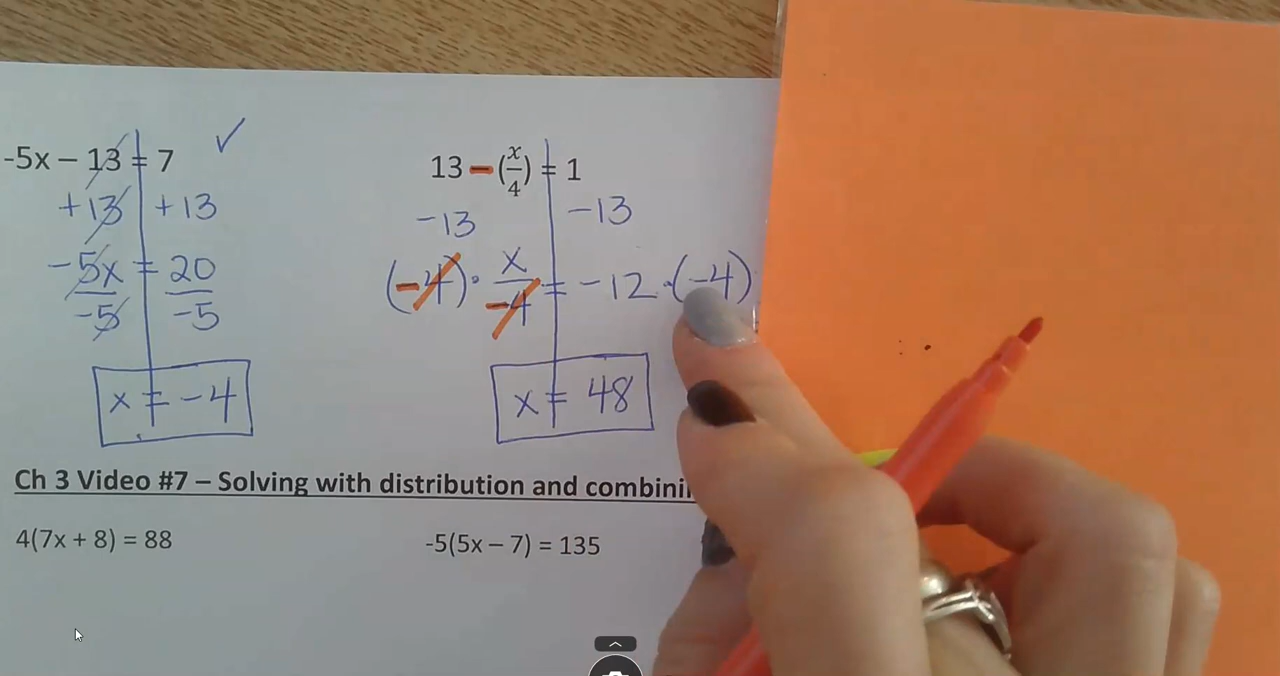 -5x – 13 = 7 ✓
+13 +13
-5x = 20
-5 -5
x = -4
13 – (x/4) = 1
-13 -13
(-4) · x/-4 = -12 · (-4)
x = 48
Ch 3 Video #7 – Solving with distribution and
4(7x + 8) = 88
-5(5x – 7) = 135